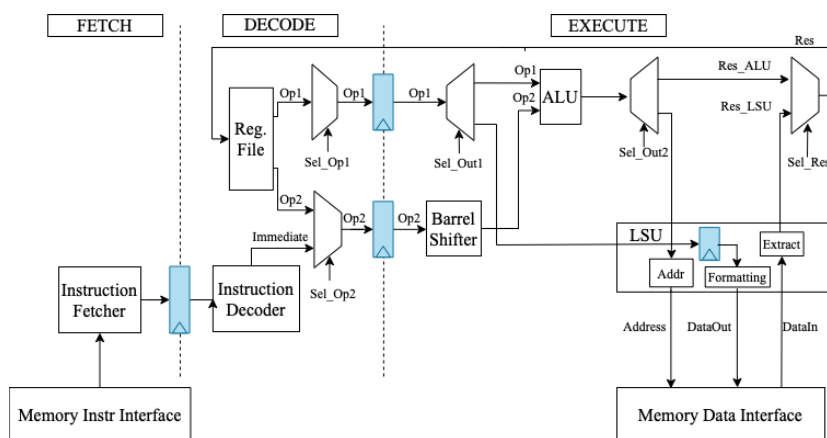 FETCH
DECODE
EXECUTE
Res
Op1
Op1
Op1
Op1
Op2
ALU
Res_ALU
Res_LSU
Reg.
File
Sel_Op1
Sel_Out1
Sel_Out2
Sel_Res
Op2
Op2
Op2
Barrel
Shifter
Immediate
LSU
Extract
Addr
Formatting
Instruction
Fetcher
Instruction
Decoder
Sel_Op2
Address
DataOut
DataIn
Memory Instr Interface
Memory Data Interface